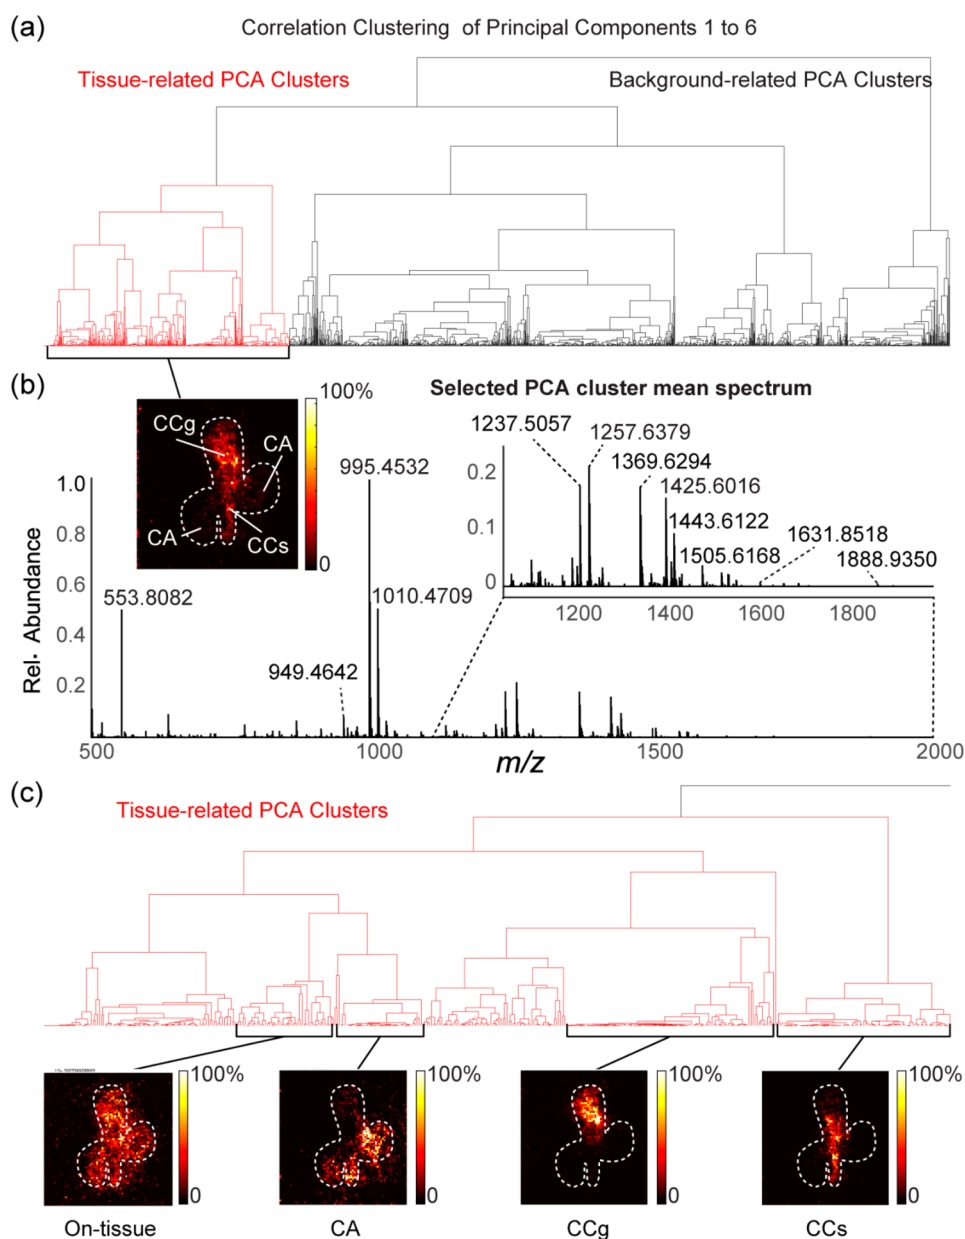 (a)
Correlation Clustering of Principal Components 1 to 6
Tissue-related PCA Clusters
Background-related PCA Clusters
(b)
100%
Selected PCA cluster mean spectrum
CCg
CA
CA
CCs
0
1237.5057
1257.6379
1369.6294
1425.6016
1443.6122
1505.6168
1631.8518
1888.9350
0.2
0.1
0
1200
1400
1600
1800
995.4532
1010.4709
553.8082
949.4642
1.0
0.8
0.6
0.4
0.2
Rel. Abundance
500
1000
1500
2000
m/z
(c)
Tissue-related PCA Clusters
100%
0
100%
0
100%
0
100%
0
On-tissue
CA
CCg
CCs